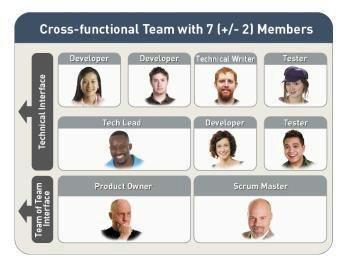 Cross-functional Team with 7 (+/- 2) Members
Technical Interface
Developer
Developer
Technical Writer
Tester
Tech Lead
Developer
Tester
Team of Team
Interface
Product Owner
Scrum Master